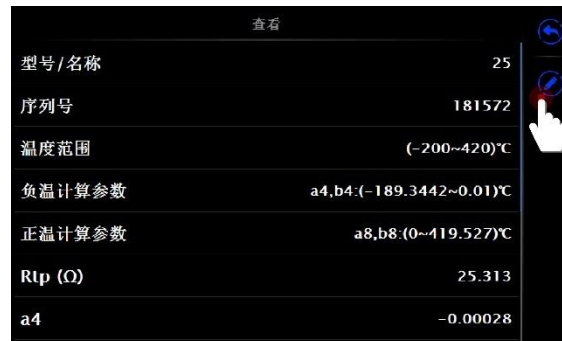 查看
型号/名称 25
序列号 181572
温度范围 (-200~420)℃
负温计算参数 a4,b4:(-189.3442~0.01)℃
正温计算参数 a8,b8:(0~419.527)℃
Rtp (Ω) 25.313
a4 -0.00028